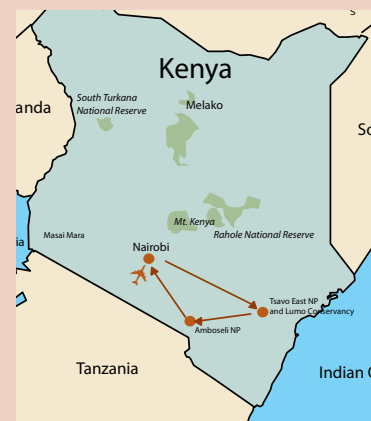 S
Kenya
South Turkana
National Reserve
Melako
anda
So
Mt. Kenya
Rahole National Reserve
Masai Mara
ia
Nairobi
Tsavo East NP
and Lumo Conservancy
Amboseli NP
Tanzania
Indian O